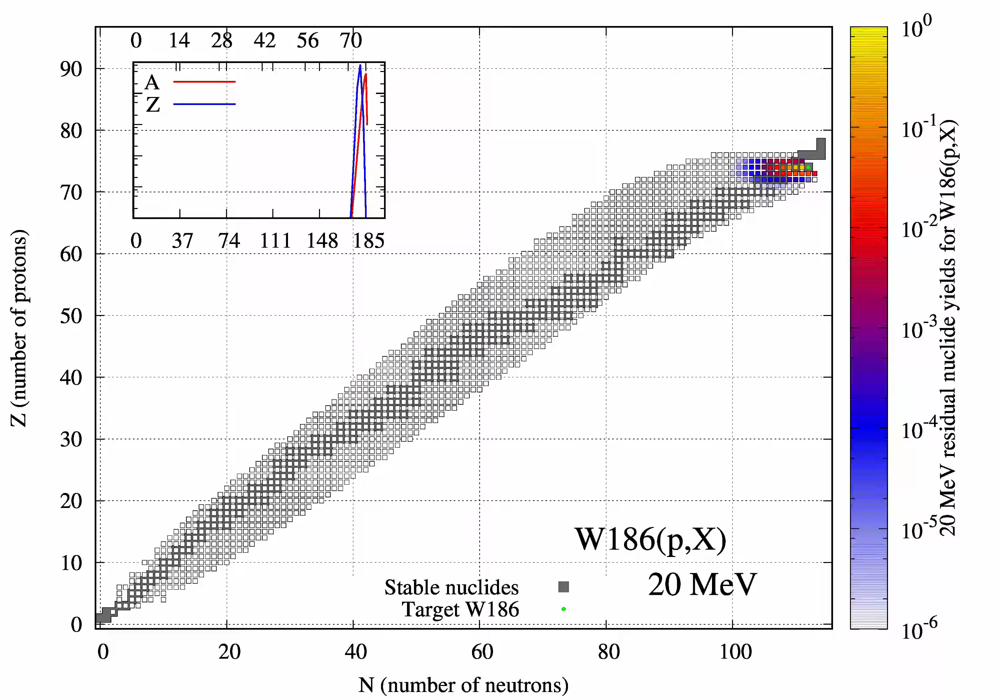 0 14 28 42 56 70
A
Z
0 37 74 111 148 185
90
80
70
60
50
40
30
20
10
0
Z (number of protons)
0 20 40 60 80 100
N (number of neutrons)
W186(p,X)
20 MeV
Stable nuclides
Target W186
10^0
10^-1
10^-2
10^-3
10^-4
10^-5
10^-6
20 MeV residual nuclide yields for W186(p,X)